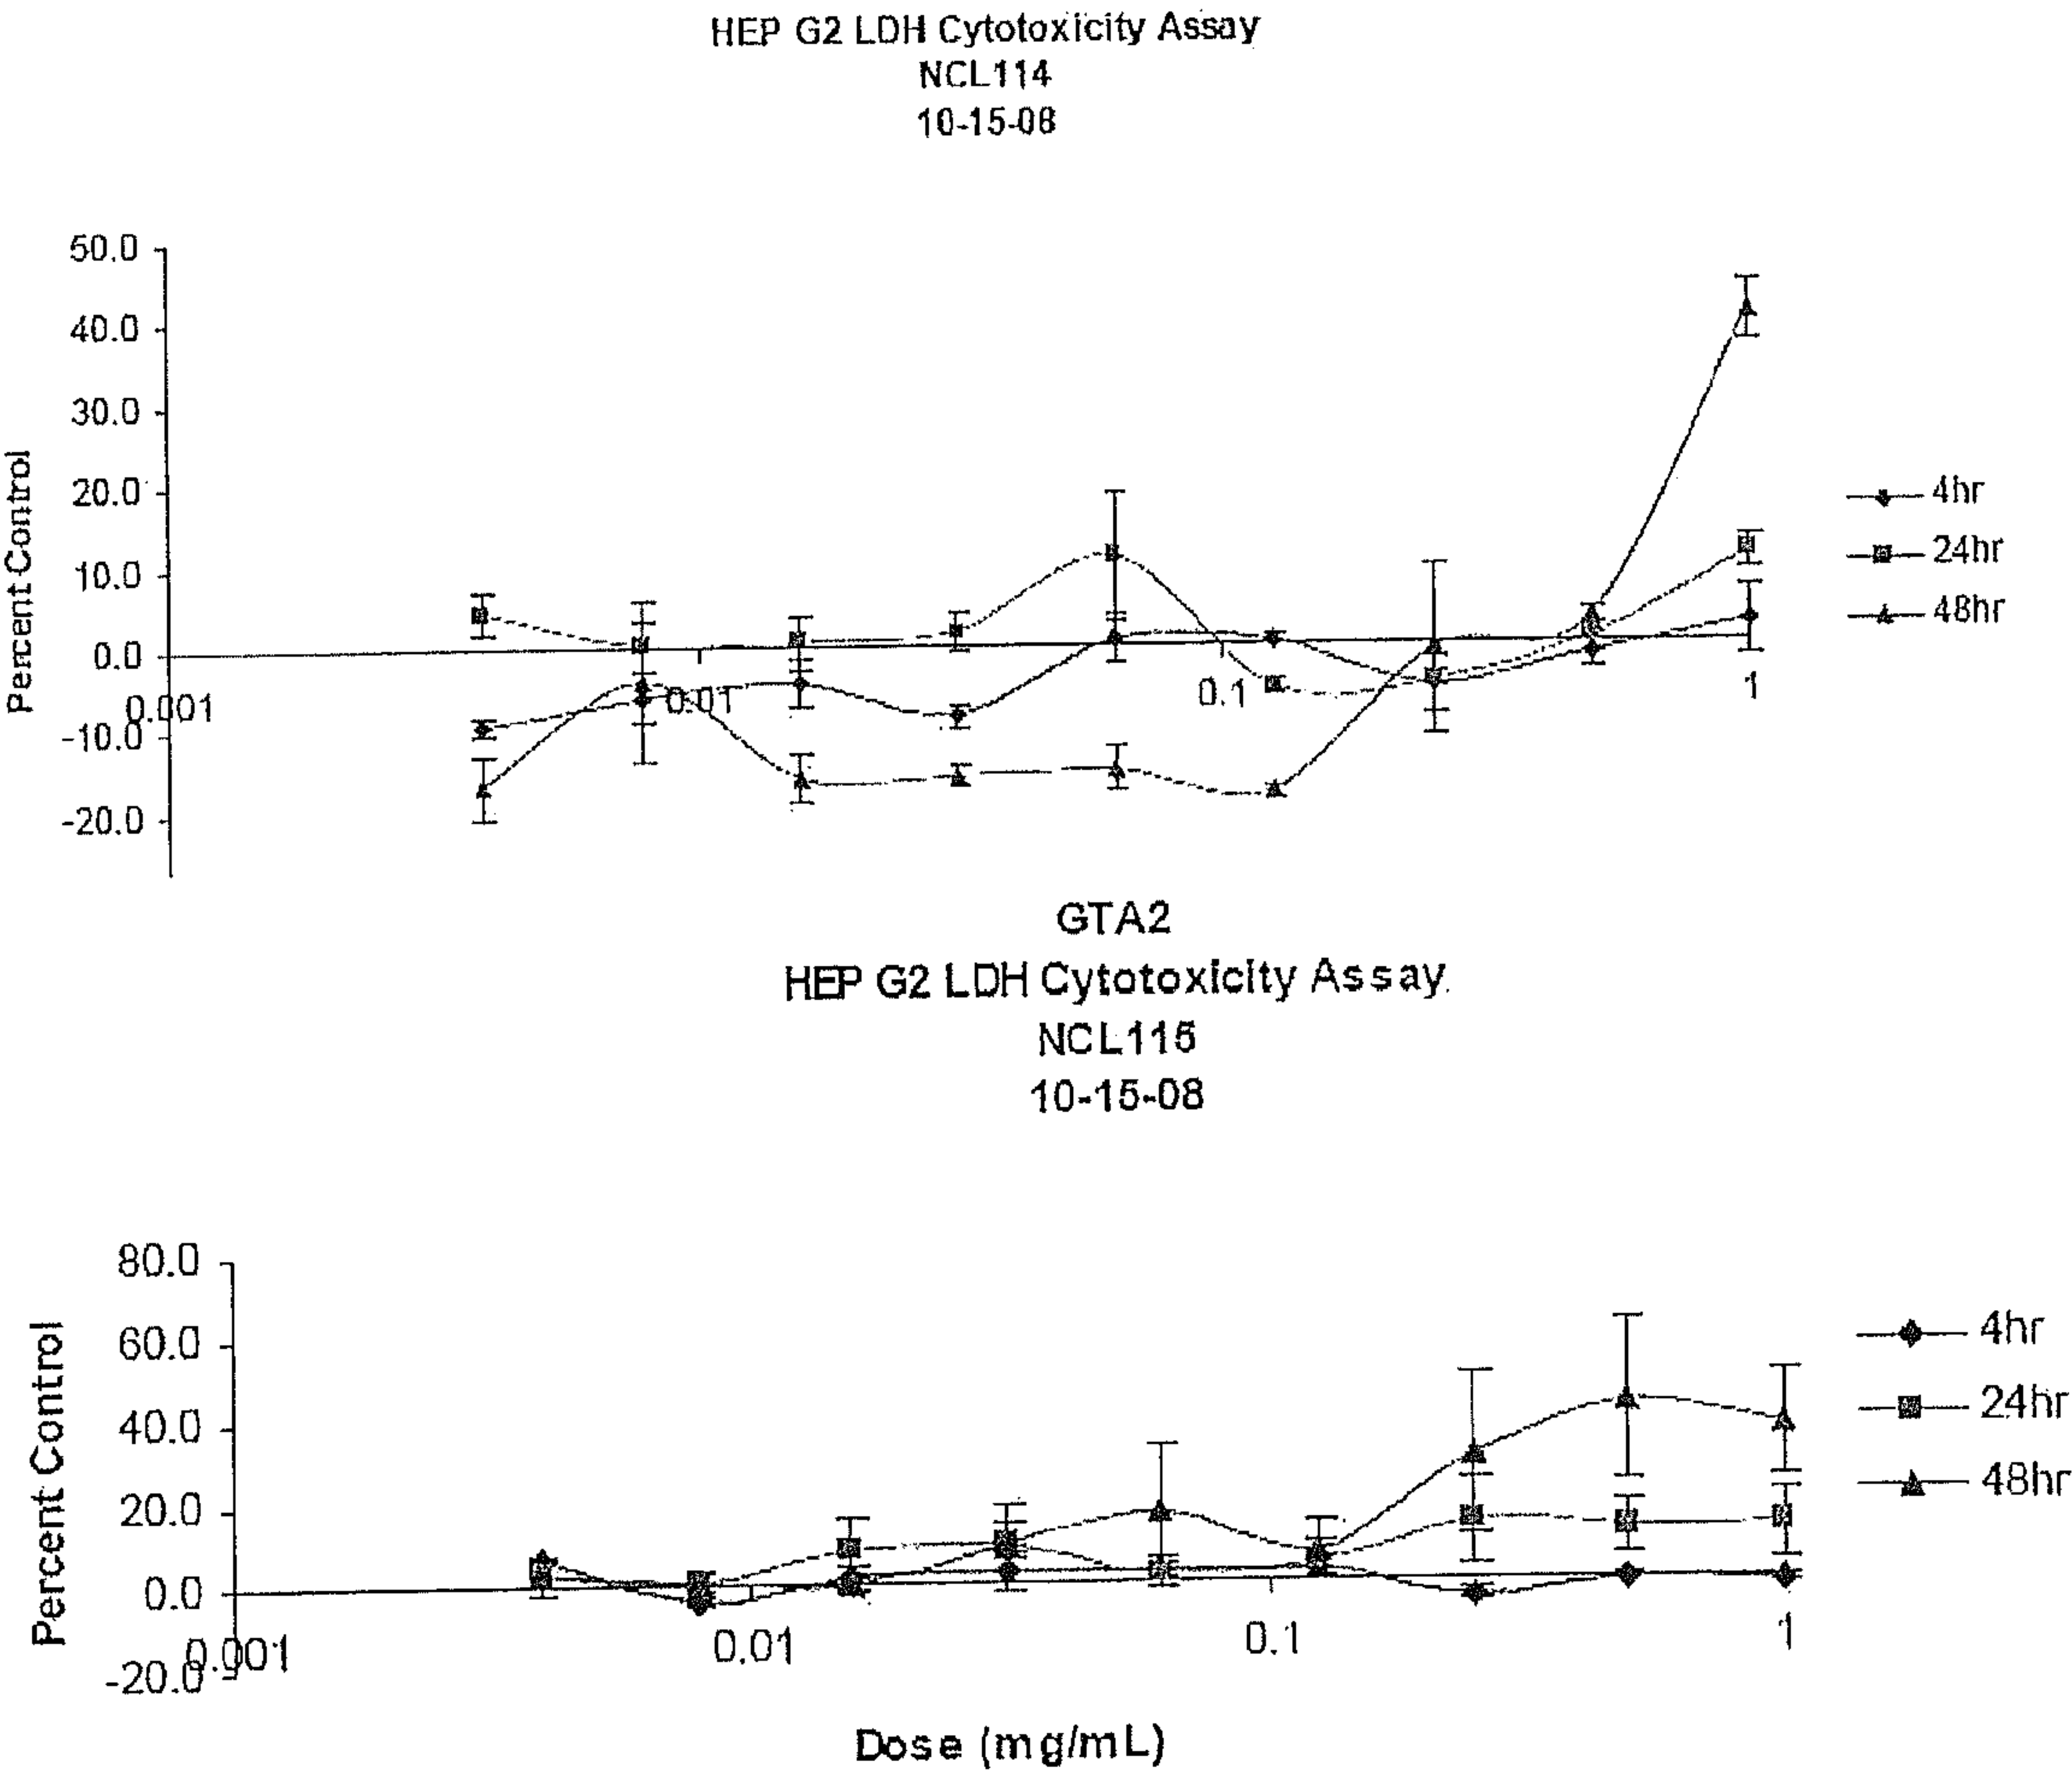 HEP G2 LDH Cytotoxicity Assay
NCL114
10-15-08
50.0
40.0
30.0
20.0
10.0
0.0
-10.0
-20.0
Percent Control
0.001
0.01
0.1
1
4hr
24hr
48hr
GTA2
HEP G2 LDH Cytotoxicity Assay
NCL115
10-15-08
80.0
60.0
40.0
20.0
0.0
-20.0
Percent Control
0.001
0.01
0.1
1
4hr
24hr
48hr
Dose (mg/mL)